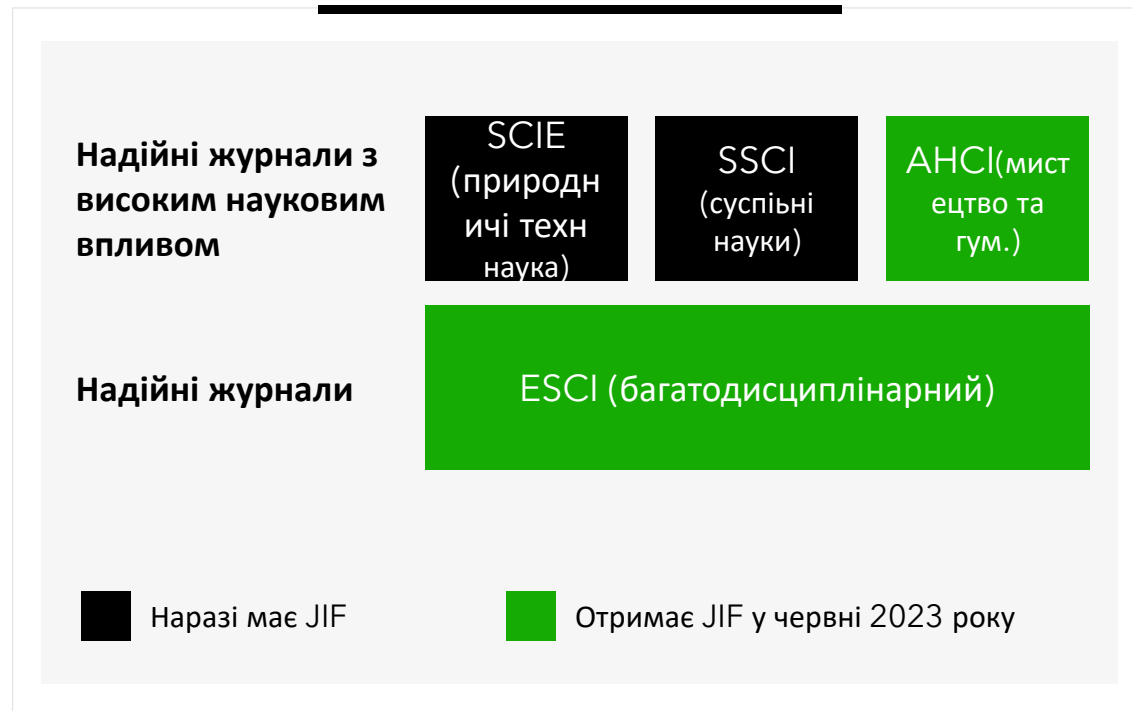 Надійні журнали з
високим науковим
впливом
SCIE
(природн
ичі техн
наука)
SSCI
(суспіьні
науки)
AHCI(мист
ецтво та
гум.)
Надійні журнали
ESCI (багатодисциплінарний)
Наразі має JIF
Отримає JIF у червні 2023 року